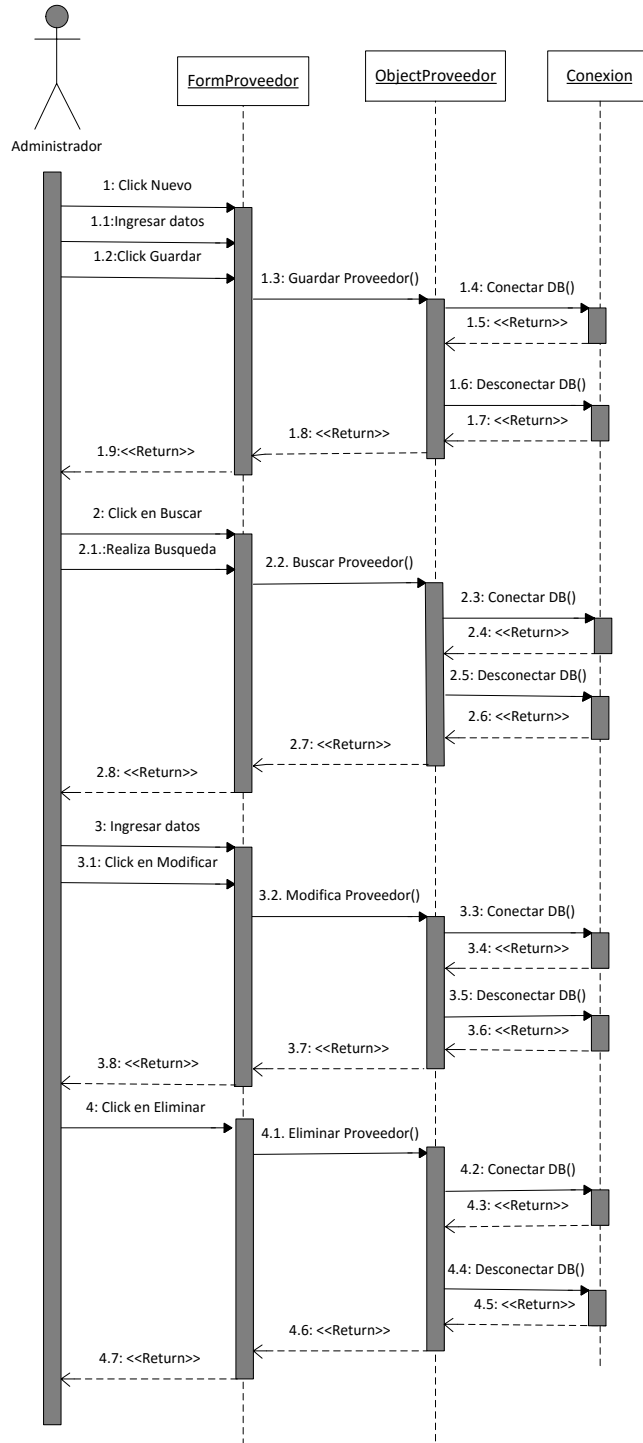 FormProveedor
ObjectProveedor
Conexion
Administrador
1: Click Nuevo
1.1:Ingresar datos
1.2:Click Guardar
1.3: Guardar Proveedor()
1.4: Conectar DB()
1.5: <<Return>>
1.6: Desconectar DB()
1.7: <<Return>>
1.8: <<Return>>
1.9:<<Return>>
2: Click en Buscar
2.1.:Realiza Busqueda
2.2. Buscar Proveedor()
2.3: Conectar DB()
2.4: <<Return>>
2.5: Desconectar DB()
2.6: <<Return>>
2.7: <<Return>>
2.8: <<Return>>
3: Ingresar datos
3.1: Click en Modificar
3.2. Modifica Proveedor()
3.3: Conectar DB()
3.4: <<Return>>
3.5: Desconectar DB()
3.6: <<Return>>
3.7: <<Return>>
3.8: <<Return>>
4: Click en Eliminar
4.1. Eliminar Proveedor()
4.2: Conectar DB()
4.3: <<Return>>
4.4: Desconectar DB()
4.5: <<Return>>
4.6: <<Return>>
4.7: <<Return>>